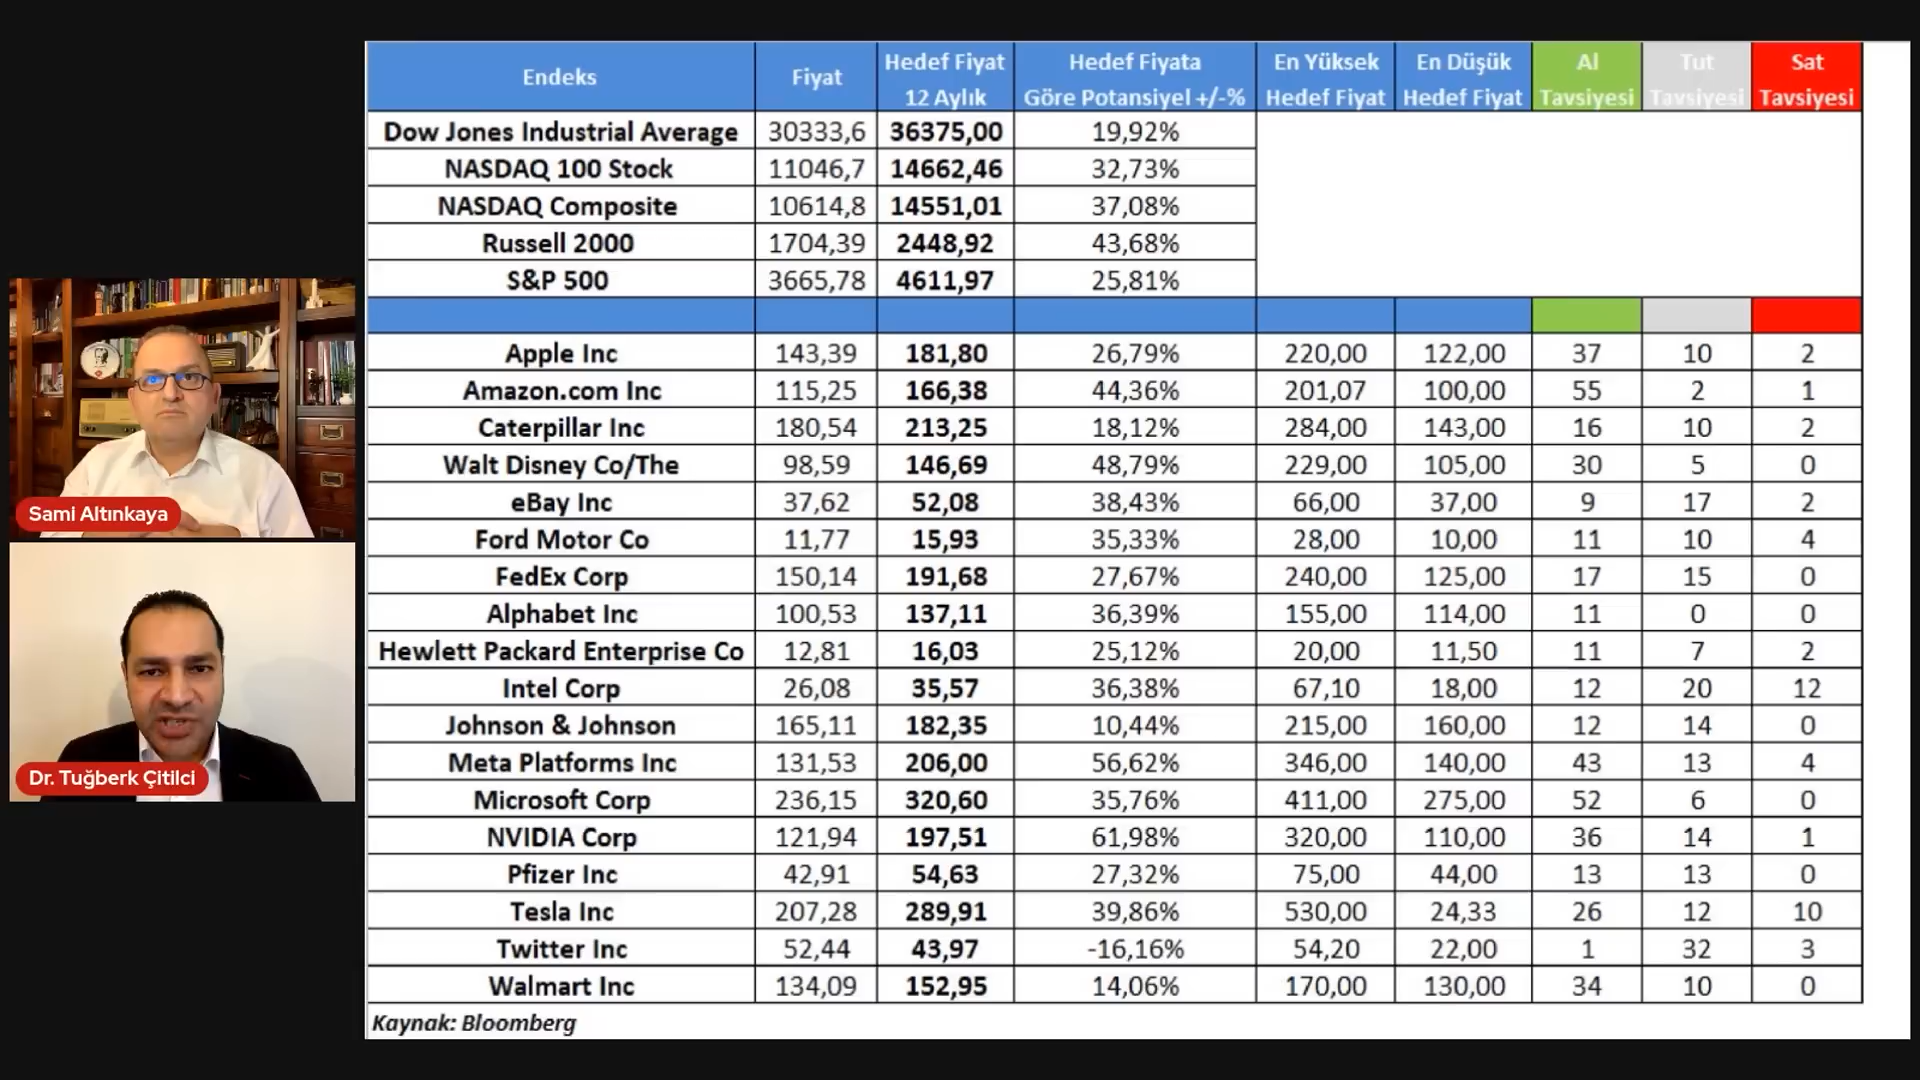 Endeks Fiyat Hedef Fiyat 12 Aylık Hedef Fiyata Göre Potansiyel +/-% En Yüksek Hedef Fiyat En Düşük Hedef Fiyat Al Tavsiyesi Tut Tavsiyesi Sat Tavsiyesi
Dow Jones Industrial Average 30333,6 36375,00 19,92%
NASDAQ 100 Stock 11046,7 14662,46 32,73%
NASDAQ Composite 10614,8 14551,01 37,08%
Russell 2000 1704,39 2448,92 43,68%
S&P 500 3665,78 4611,97 25,81%
Apple Inc 143,39 181,80 26,79% 220,00 122,00 37 10 2
Amazon.com Inc 115,25 166,38 44,36% 201,07 100,00 55 2 1
Caterpillar Inc 180,54 213,25 18,12% 284,00 143,00 16 10 2
Walt Disney Co/The 98,59 146,69 48,79% 229,00 105,00 30 5 0
eBay Inc 37,62 52,08 38,43% 66,00 37,00 9 17 2
Ford Motor Co 11,77 15,93 35,33% 28,00 10,00 11 10 4
FedEx Corp 150,14 191,68 27,67% 240,00 125,00 17 15 0
Alphabet Inc 100,53 137,11 36,39% 155,00 114,00 11 0 0
Hewlett Packard Enterprise Co 12,81 16,03 25,12% 20,00 11,50 11 7 2
Intel Corp 26,08 35,57 36,38% 67,10 18,00 12 20 12
Johnson & Johnson 165,11 182,35 10,44% 215,00 160,00 12 14 0
Meta Platforms Inc 131,53 206,00 56,62% 346,00 140,00 43 13 4
Microsoft Corp 236,15 320,60 35,76% 411,00 275,00 52 6 0
NVIDIA Corp 121,94 197,51 61,98% 320,00 110,00 36 14 1
Pfizer Inc 42,91 54,63 27,32% 75,00 44,00 13 13 0
Tesla Inc 207,28 289,91 39,86% 530,00 24,33 26 12 10
Twitter Inc 52,44 43,97 -16,16% 54,20 22,00 1 32 3
Walmart Inc 134,09 152,95 14,06% 170,00 130,00 34 10 0
Kaynak: Bloomberg
Sami Altınkaya
Dr. Tuğberk Çitilci